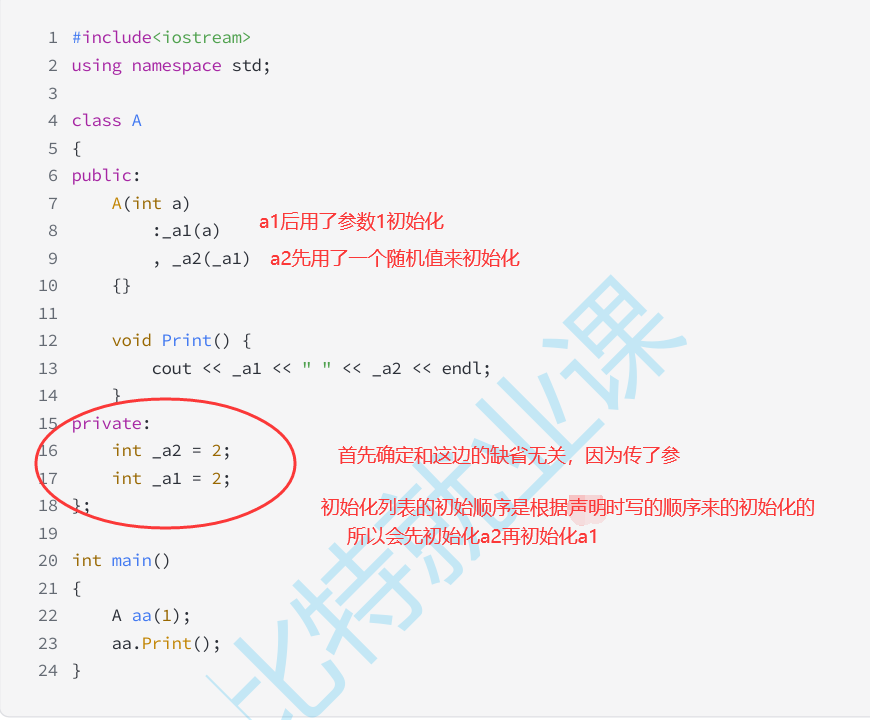 1 #include<iostream>
2 using namespace std;
3
4 class A
5 {
6 public:
7     A(int a)
8         :_a1(a) a1后用了参数1初始化
9         , _a2(_a1) a2先用了一个随机值来初始化
10     {}
11
12     void Print() {
13         cout << _a1 << " " << _a2 << endl;
14     }
15 private:
16     int _a2 = 2; 首先确定和这边的缺省无关，因为传了参
17     int _a1 = 2;
18 }; 初始化列表的初始顺序是根据声明时写的顺序来的初始化的
19 所以会先初始化a2再初始化a1
20 int main()
21 {
22     A aa(1);
23     aa.Print();
24 }
比特就业课